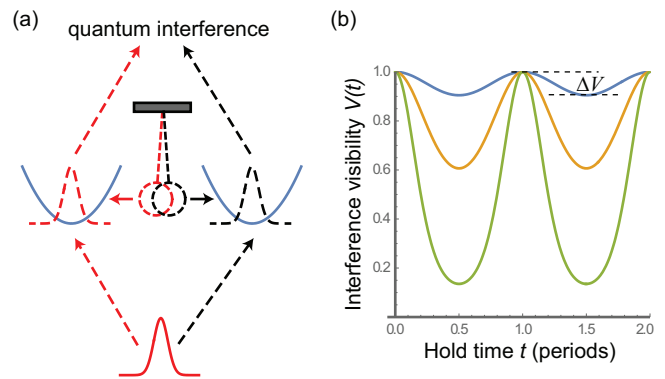 (a)
quantum interference
(b)
Interference visibility V(t)
1.0
0.8
0.6
0.4
0.2
ΔV
0.0
0.5
1.0
1.5
2.0
Hold time t (periods)